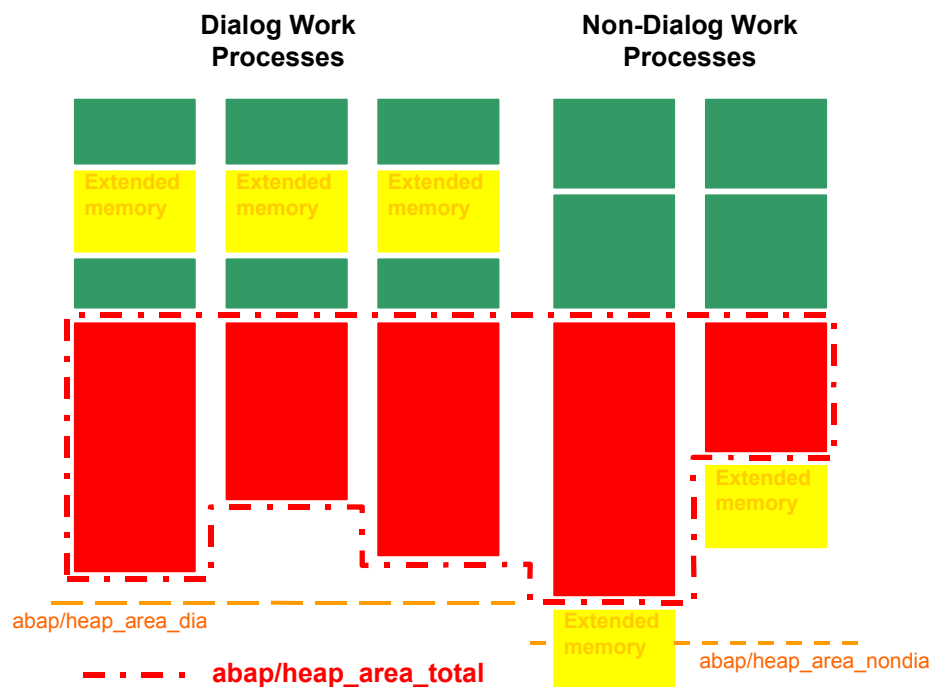 Dialog Work
Processes
Non-Dialog Work
Processes
Extended
memory
Extended
memory
Extended
memory
Extended
memory
abap/heap_area_dia
Extended
memory
abap/heap_area_nondia
abap/heap_area_total